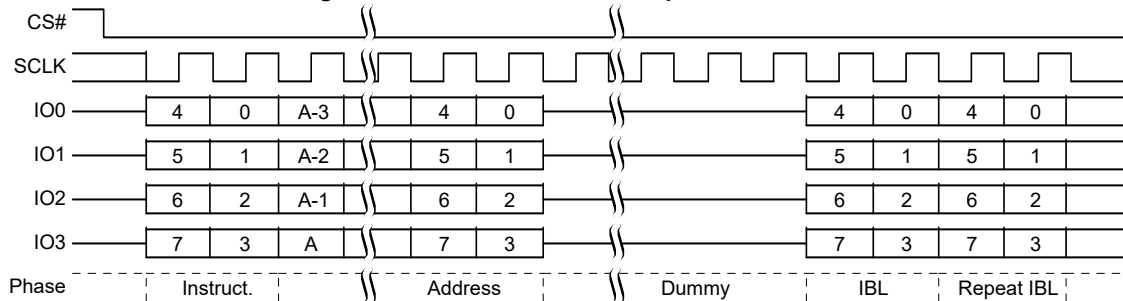 CS#
SCLK
IO0 4 0 A-3 4 0 4 0 4 0
IO1 5 1 A-2 5 1 5 1 5 1
IO2 6 2 A-1 6 2 6 2 6 2
IO3 7 3 A 7 3 7 3 7 3
Phase Instruct. Address Dummy IBL Repeat IBL